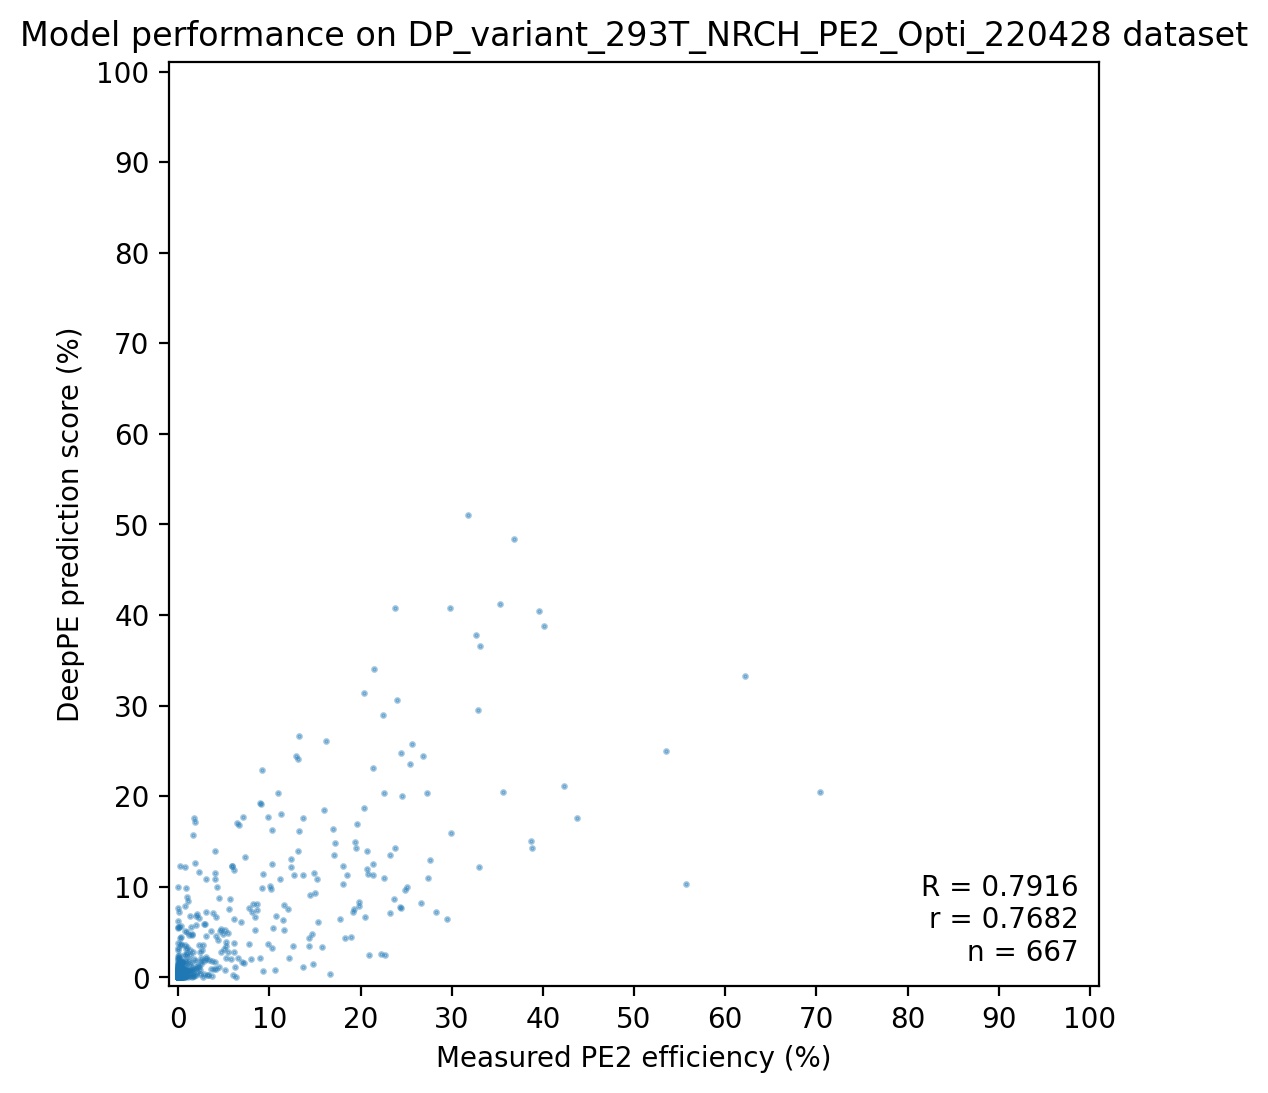 Model performance on DP_variant_293T_NRCH_PE2_Opti_220428 dataset
100
90
80
70
60
50
40
30
20
10
0
DeepPE prediction score (%)
R = 0.7916
r = 0.7682
n = 667
0 10 20 30 40 50 60 70 80 90 100
Measured PE2 efficiency (%)